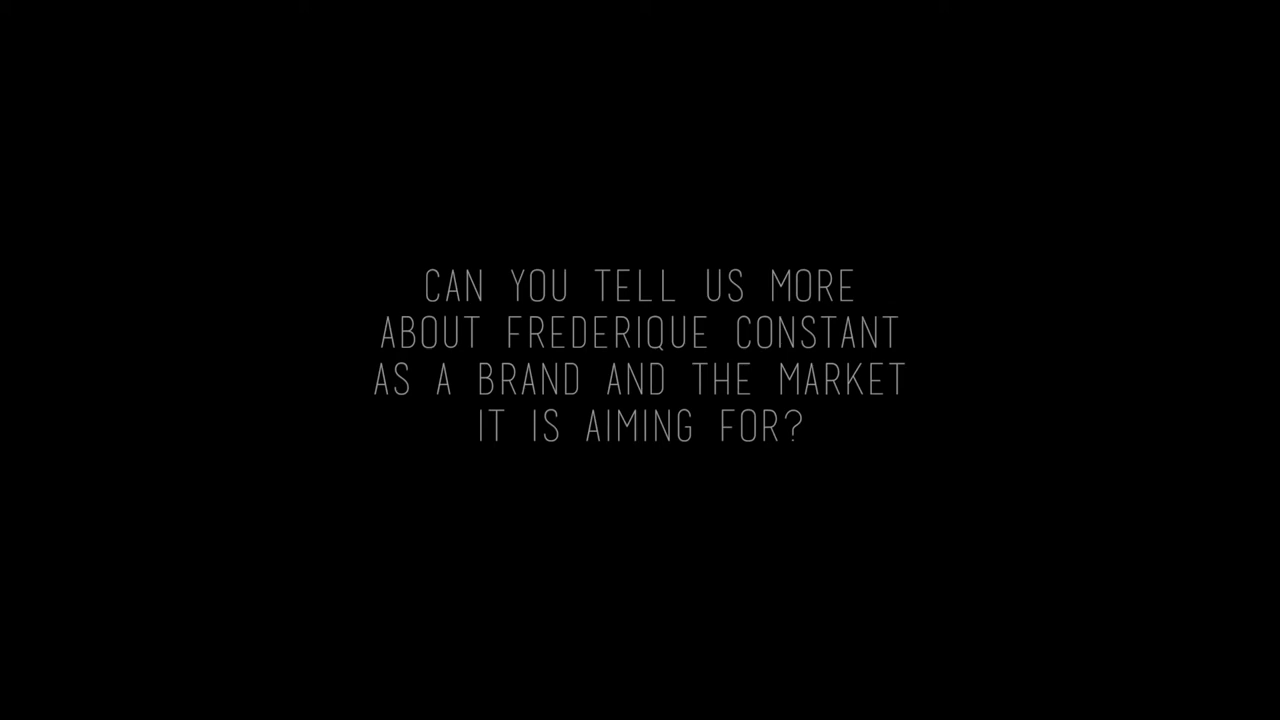 CAN YOU TELL US MORE
ABOUT FREDERIQUE CONSTANT
AS A BRAND AND THE MARKET
IT IS AIMING FOR?